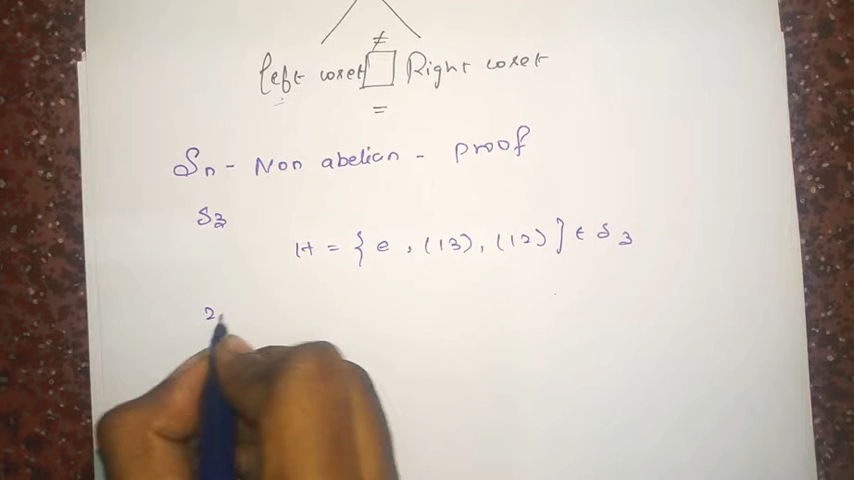 ≠
Left coset Right coset
=
Sn - Non abelian - proof
S3
H = { e , (13), (12) } ∈ S3
2